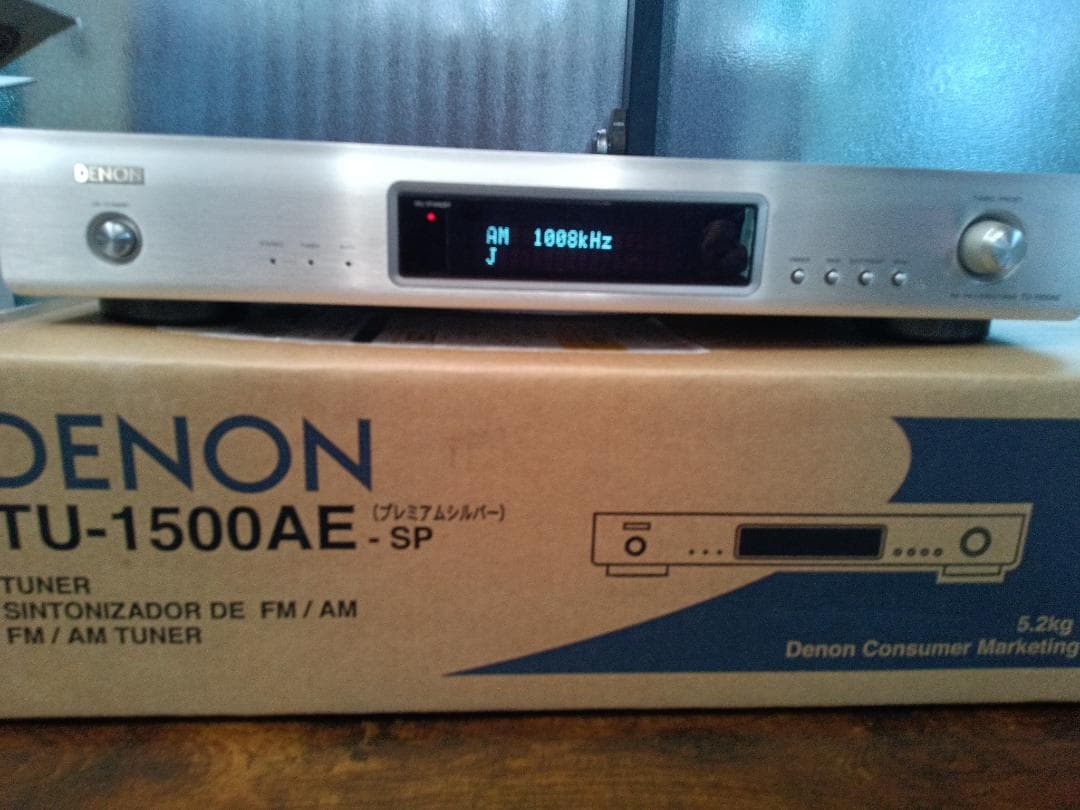 DENON
AM 1008kHz
J
DENON
TU-1500AE (プレミアムシルバー) - SP
TUNER
SINTONIZADOR DE FM / AM
FM / AM TUNER
5.2kg
Denon Consumer Marketing